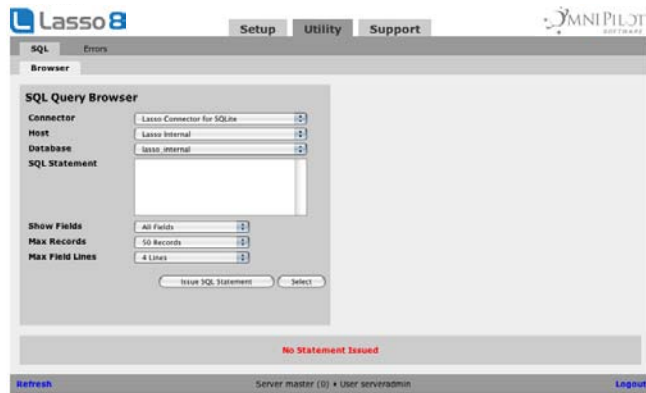 Lasso 8
Setup Utility Support
OMNIPILOT
SOFTWARE
SQL Errors
Browser
SQL Query Browser
Connector Lasso Connector for SQLite
Host Lasso Internal
Database lasso_internal
SQL Statement
Show Fields All Fields
Max Records 50 Records
Max Field Lines 4 Lines
Issue SQL Statement Select
No Statement Issued
Refresh Server master (0) • User serveradmin Logout